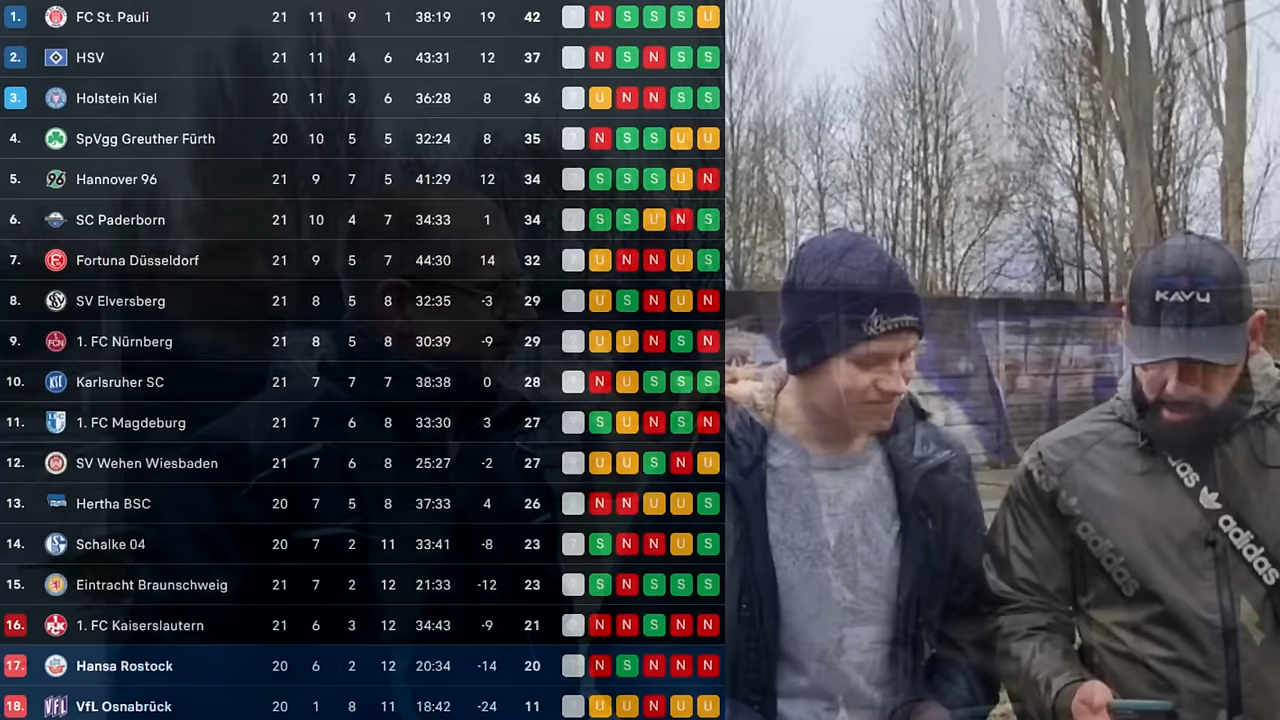 1. FC St. Pauli 21 11 9 1 38:19 19 42 N S S S U
2. HSV 21 11 4 6 43:31 12 37 N S N S S
3. Holstein Kiel 20 11 3 6 36:28 8 36 U N N S S
4. SpVgg Greuther Fürth 20 10 5 5 32:24 8 35 N S S U U
5. Hannover 96 21 9 7 5 41:29 12 34 S S S U N
6. SC Paderborn 21 10 4 7 34:33 1 34 S S U N S
7. Fortuna Düsseldorf 21 9 5 7 44:30 14 32 U N N U S
8. SV Elversberg 21 8 5 8 32:35 -3 29 U S N U N
9. 1. FC Nürnberg 21 8 5 8 30:39 -9 29 U U N S N
10. Karlsruher SC 21 7 7 7 38:38 0 28 N U S S S
11. 1. FC Magdeburg 21 7 6 8 33:30 3 27 S U N S N
12. SV Wehen Wiesbaden 21 7 6 8 25:27 -2 27 U U S N U
13. Hertha BSC 20 7 5 8 37:33 4 26 N N U U S
14. Schalke 04 20 7 2 11 33:41 -8 23 S N N U S
15. Eintracht Braunschweig 21 7 2 12 21:33 -12 23 S N S S S
16. 1. FC Kaiserslautern 21 6 3 12 34:43 -9 21 N N S N N
17. Hansa Rostock 20 6 2 12 20:34 -14 20 N S N N N
18. VfL Osnabrück 20 1 8 11 18:42 -24 11 U U N U U
KAVU
adidas
adidas
adidas